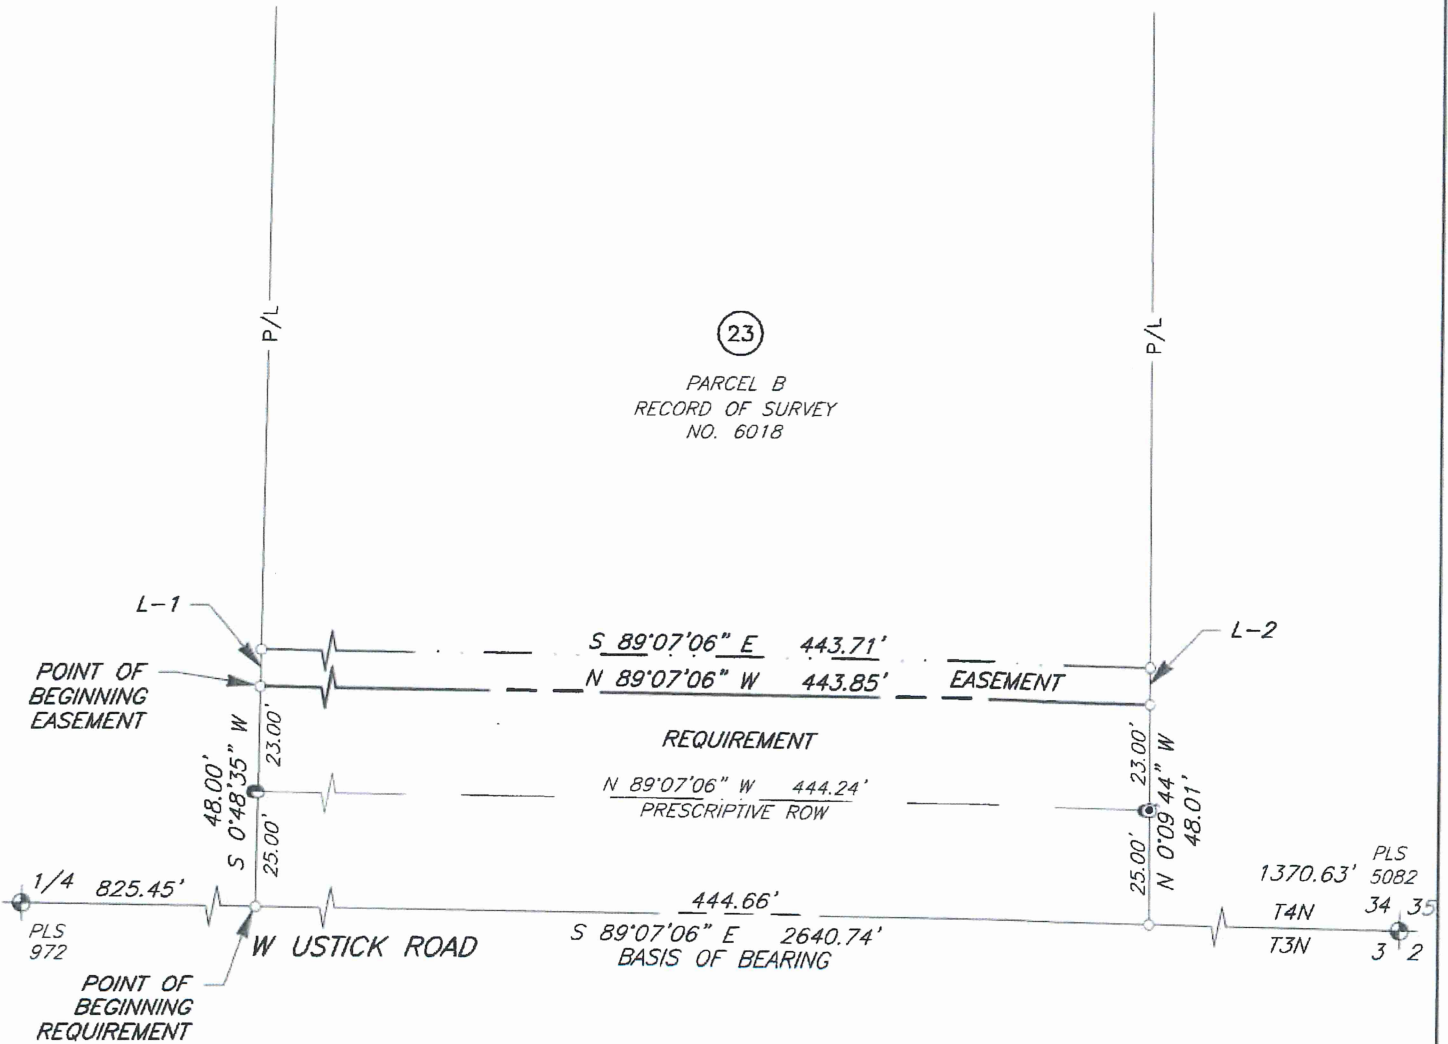 P/L
P/L
23
PARCEL B
RECORD OF SURVEY
NO. 6018
L-1
L-2
S 89°07'06" E 443.71'
POINT OF
BEGINNING
EASEMENT
N 89°07'06" W 443.85' EASEMENT
48.00'
S 0°48'35" W
23.00'
25.00'
REQUIREMENT
N 89°07'06" W 444.24'
PRESCRIPTIVE ROW
23.00'
25.00'
N 0°09'44" W
48.01'
1/4 825.45'
PLS
972
444.66'
S 89°07'06" E 2640.74'
BASIS OF BEARING
W USTICK ROAD
1370.63'
PLS
5082
T4N 34 35
T3N 3 2
POINT OF
BEGINNING
REQUIREMENT